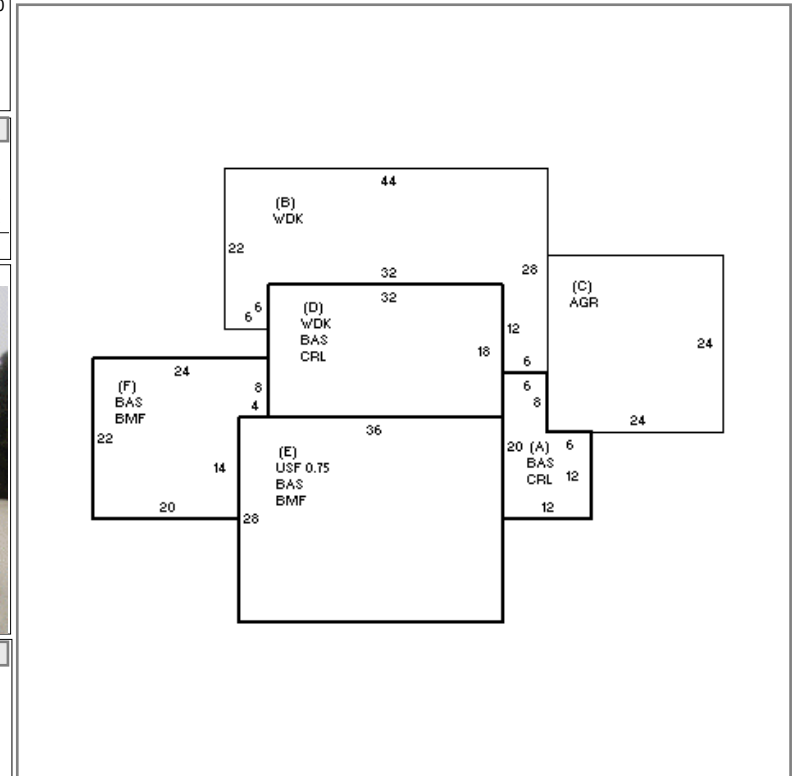 44
(B)
WDK
22
32
28
32
6
6
(D)
WDK
BAS
CRL
18
12
6
(C)
AGR
24
24
24
(F)
BAS
BMF
22
8
4
14
20
36
(E)
USF 0.75
BAS
BMF
28
6
8
20 (A) 6
BAS
CRL 12
12